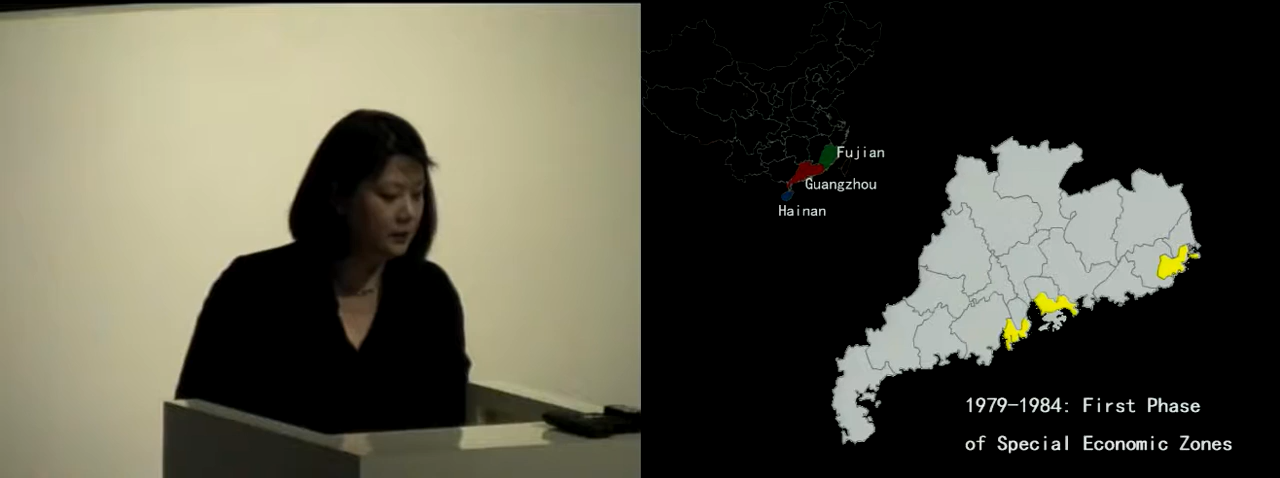 Fujian
Guangzhou
Hainan
1979-1984: First Phase
of Special Economic Zones